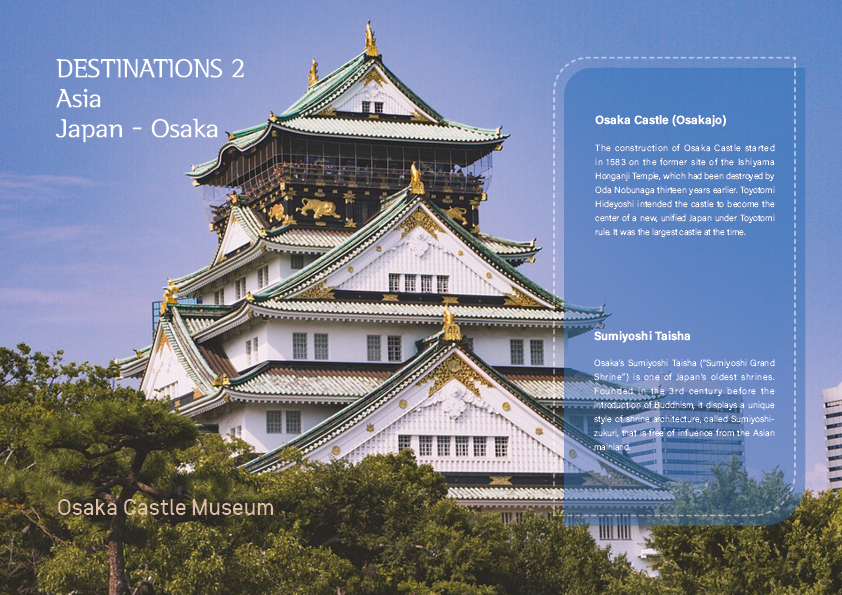 DESTINATIONS 2
Asia
Japan - Osaka
Osaka Castle (Osakajo)
The construction of Osaka Castle started
in 1583 on the former site of the Ishiyama
Honganji Temple, which had been destroyed by
Oda Nobunaga thirteen years earlier. Toyotomi
Hideyoshi intended the castle to become the
center of a new, unified Japan under Toyotomi
rule. It was the largest castle at the time.
Sumiyoshi Taisha
Osaka's Sumiyoshi Taisha ("Sumiyoshi Grand
Shrine") is one of Japan's oldest shrines.
Founded in the 3rd century before the
introduction of Buddhism, it displays a unique
style of shrine architecture, called Sumiyoshi-
zukuri, that is free of influence from the Asian
mainland.
Osaka Castle Museum